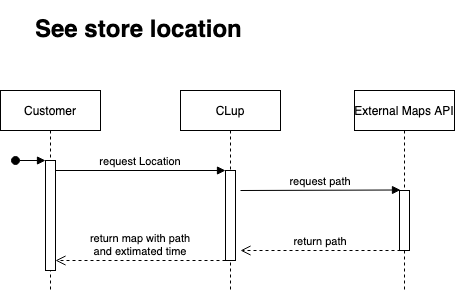 See store location
Customer
CLup
External Maps API
request Location
request path
return map with path
and extimated time
return path